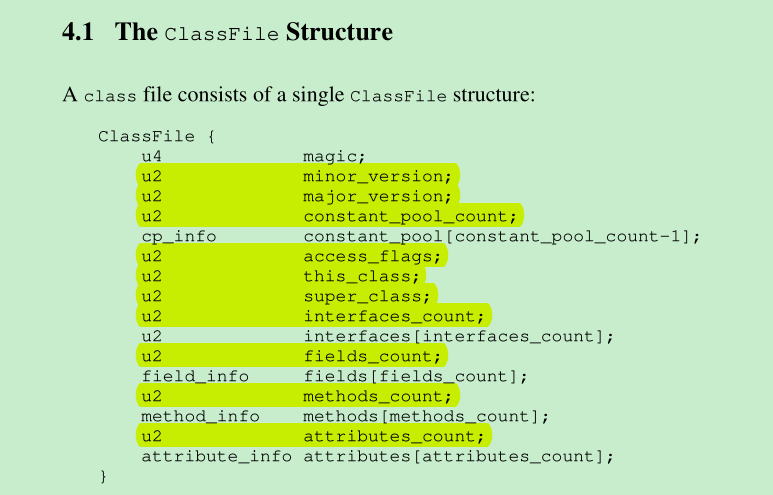 4.1 The ClassFile Structure
A class file consists of a single ClassFile structure:
ClassFile {
u4 magic;
u2 minor_version;
u2 major_version;
u2 constant_pool_count;
cp_info constant_pool[constant_pool_count-1];
u2 access_flags;
u2 this_class;
u2 super_class;
u2 interfaces_count;
u2 interfaces[interfaces_count];
u2 fields_count;
field_info fields[fields_count];
u2 methods_count;
method_info methods[methods_count];
u2 attributes_count;
attribute_info attributes[attributes_count];
}